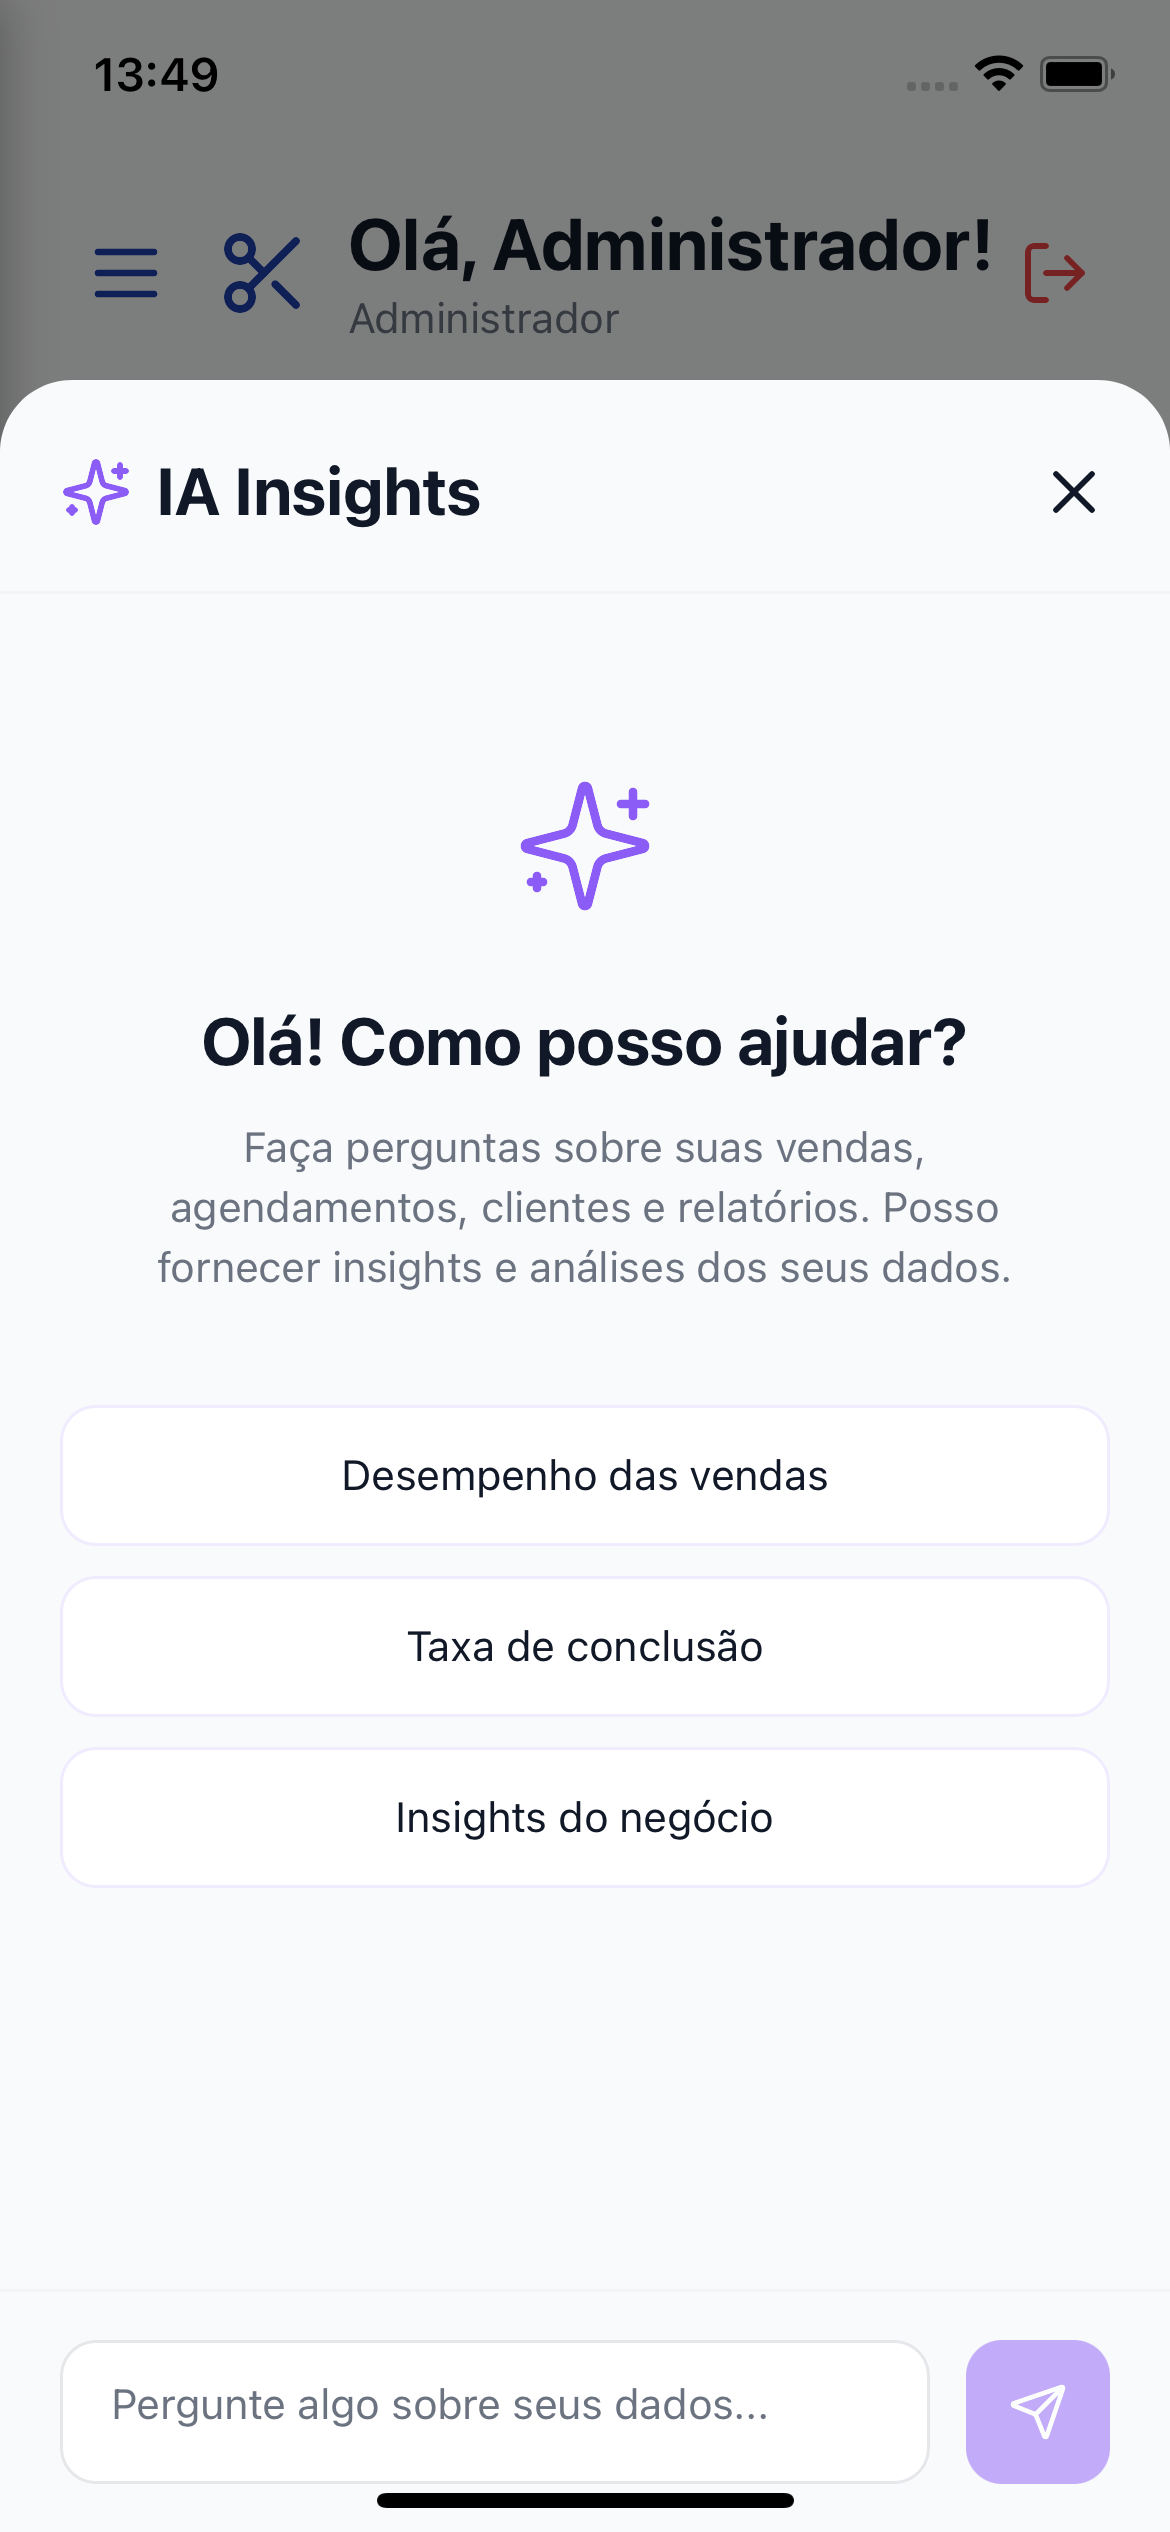 13:49
Olá, Administrador!
Administrador
IA Insights
Olá! Como posso ajudar?
Faça perguntas sobre suas vendas,
agendamentos, clientes e relatórios. Posso
fornecer insights e análises dos seus dados.
Desempenho das vendas
Taxa de conclusão
Insights do negócio
Pergunte algo sobre seus dados...